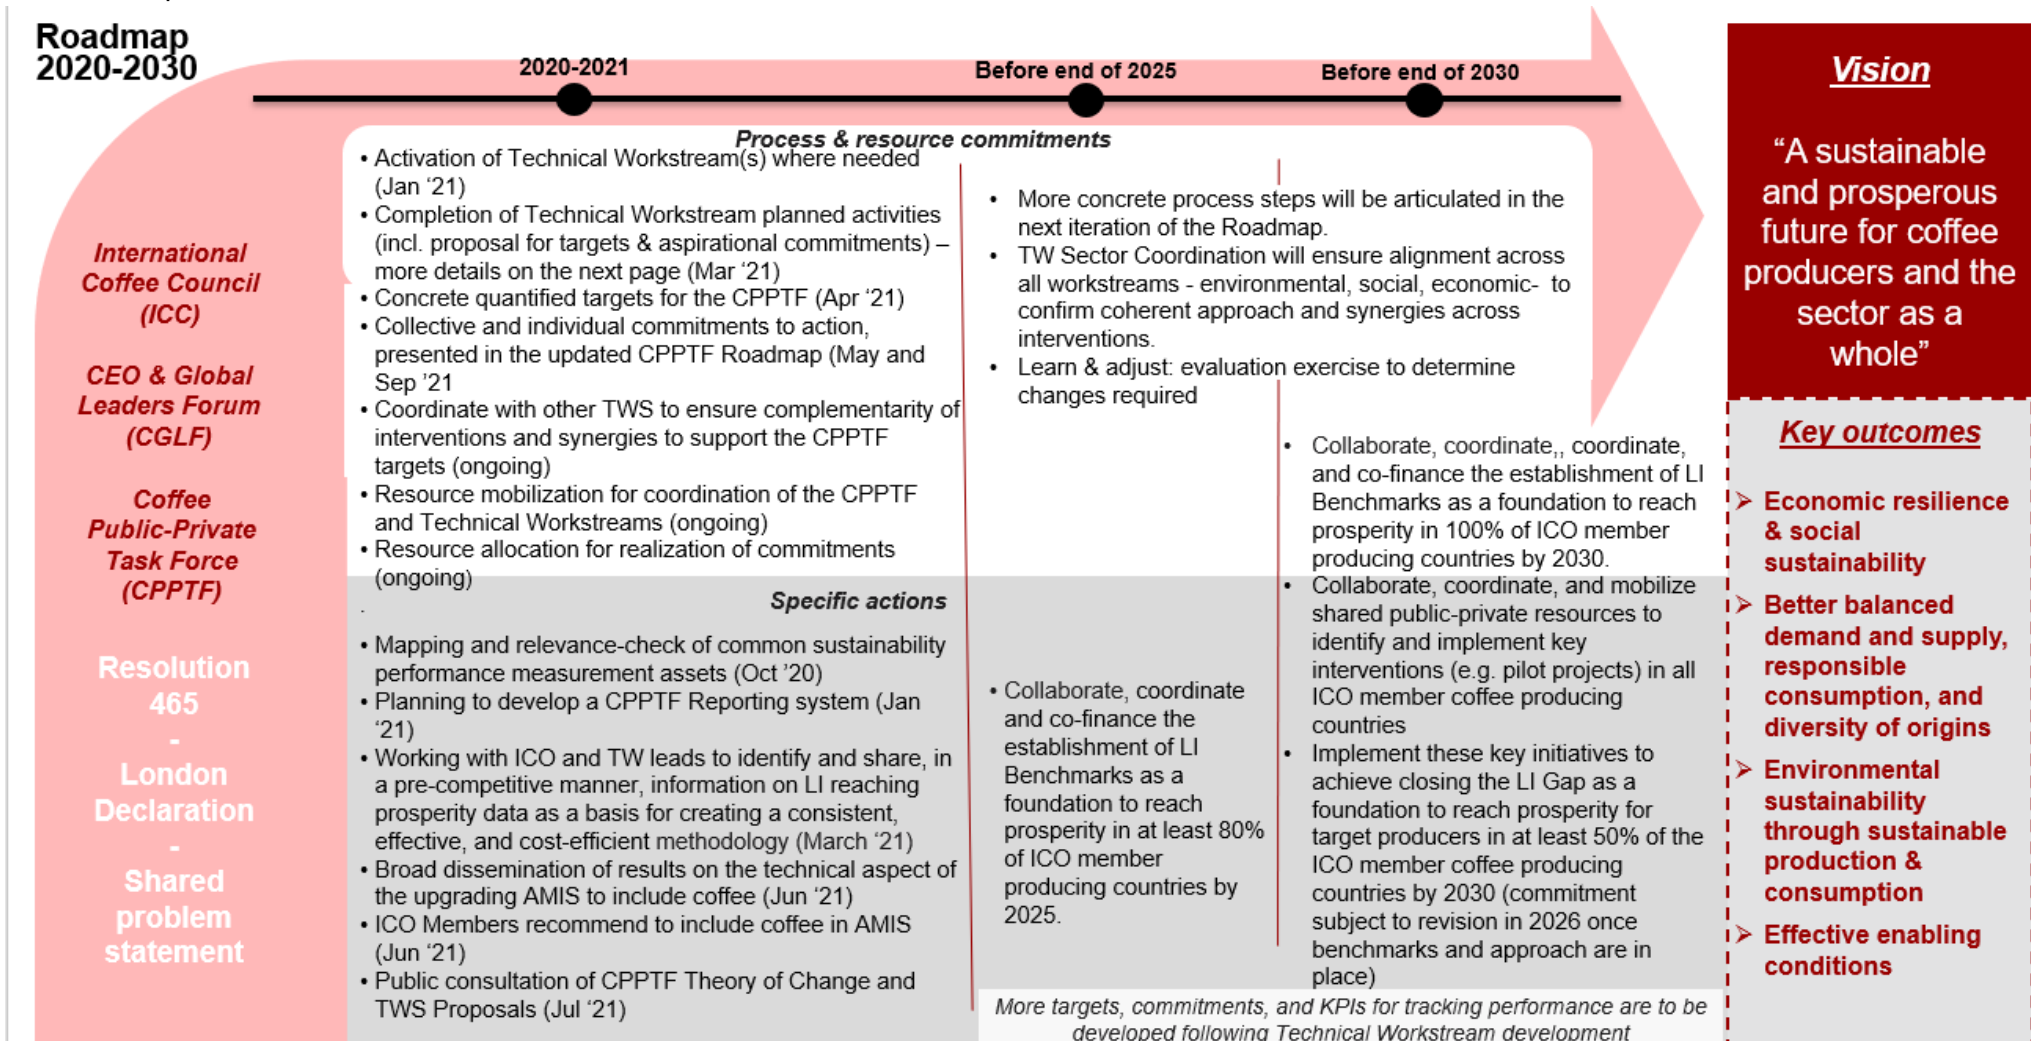 Roadmap
2020-2030
2020-2021
Before end of 2025
Before end of 2030
International
Coffee Council
(ICC)
CEO & Global
Leaders Forum
(CGLF)
Coffee
Public-Private
Task Force
(CPPTF)
Resolution
465
-
London
Declaration
-
Shared
problem
statement
Process & resource commitments
• Activation of Technical Workstream(s) where needed
(Jan ‘21)
• Completion of Technical Workstream planned activities
(incl. proposal for targets & aspirational commitments) –
more details on the next page (Mar ‘21)
• Concrete quantified targets for the CPPTF (Apr ‘21)
• Collective and individual commitments to action,
presented in the updated CPPTF Roadmap (May and
Sep ’21
• Coordinate with other TWS to ensure complementarity of
interventions and synergies to support the CPPTF
targets (ongoing)
• Resource mobilization for coordination of the CPPTF
and Technical Workstreams (ongoing)
• Resource allocation for realization of commitments
(ongoing)
.
• More concrete process steps will be articulated in the
next iteration of the Roadmap.
• TW Sector Coordination will ensure alignment across
all workstreams - environmental, social, economic- to
confirm coherent approach and synergies across
interventions.
• Learn & adjust: evaluation exercise to determine
changes required
Specific actions
• Mapping and relevance-check of common sustainability
performance measurement assets (Oct ’20)
• Planning to develop a CPPTF Reporting system (Jan
‘21)
• Working with ICO and TW leads to identify and share, in
a pre-competitive manner, information on LI reaching
prosperity data as a basis for creating a consistent,
effective, and cost-efficient methodology (March ‘21)
• Broad dissemination of results on the technical aspect of
the upgrading AMIS to include coffee (Jun ‘21)
• ICO Members recommend to include coffee in AMIS
(Jun ‘21)
• Public consultation of CPPTF Theory of Change and
TWS Proposals (Jul ‘21)
• Collaborate, coordinate
and co-finance the
establishment of LI
Benchmarks as a
foundation to reach
prosperity in at least 80%
of ICO member
producing countries by
2025.
• Collaborate, coordinate,, coordinate,
and co-finance the establishment of LI
Benchmarks as a foundation to reach
prosperity in 100% of ICO member
producing countries by 2030.
• Collaborate, coordinate, and mobilize
shared public-private resources to
identify and implement key
interventions (e.g. pilot projects) in all
ICO member coffee producing
countries
• Implement these key initiatives to
achieve closing the LI Gap as a
foundation to reach prosperity for
target producers in at least 50% of the
ICO member coffee producing
countries by 2030 (commitment
subject to revision in 2026 once
benchmarks and approach are in
place)
More targets, commitments, and KPIs for tracking performance are to be
developed following Technical Workstream development
Vision
“A sustainable
and prosperous
future for coffee
producers and the
sector as a
whole”
Key outcomes
➢ Economic resilience
& social
sustainability
➢ Better balanced
demand and supply,
responsible
consumption, and
diversity of origins
➢ Environmental
sustainability
through sustainable
production &
consumption
➢ Effective enabling
conditions